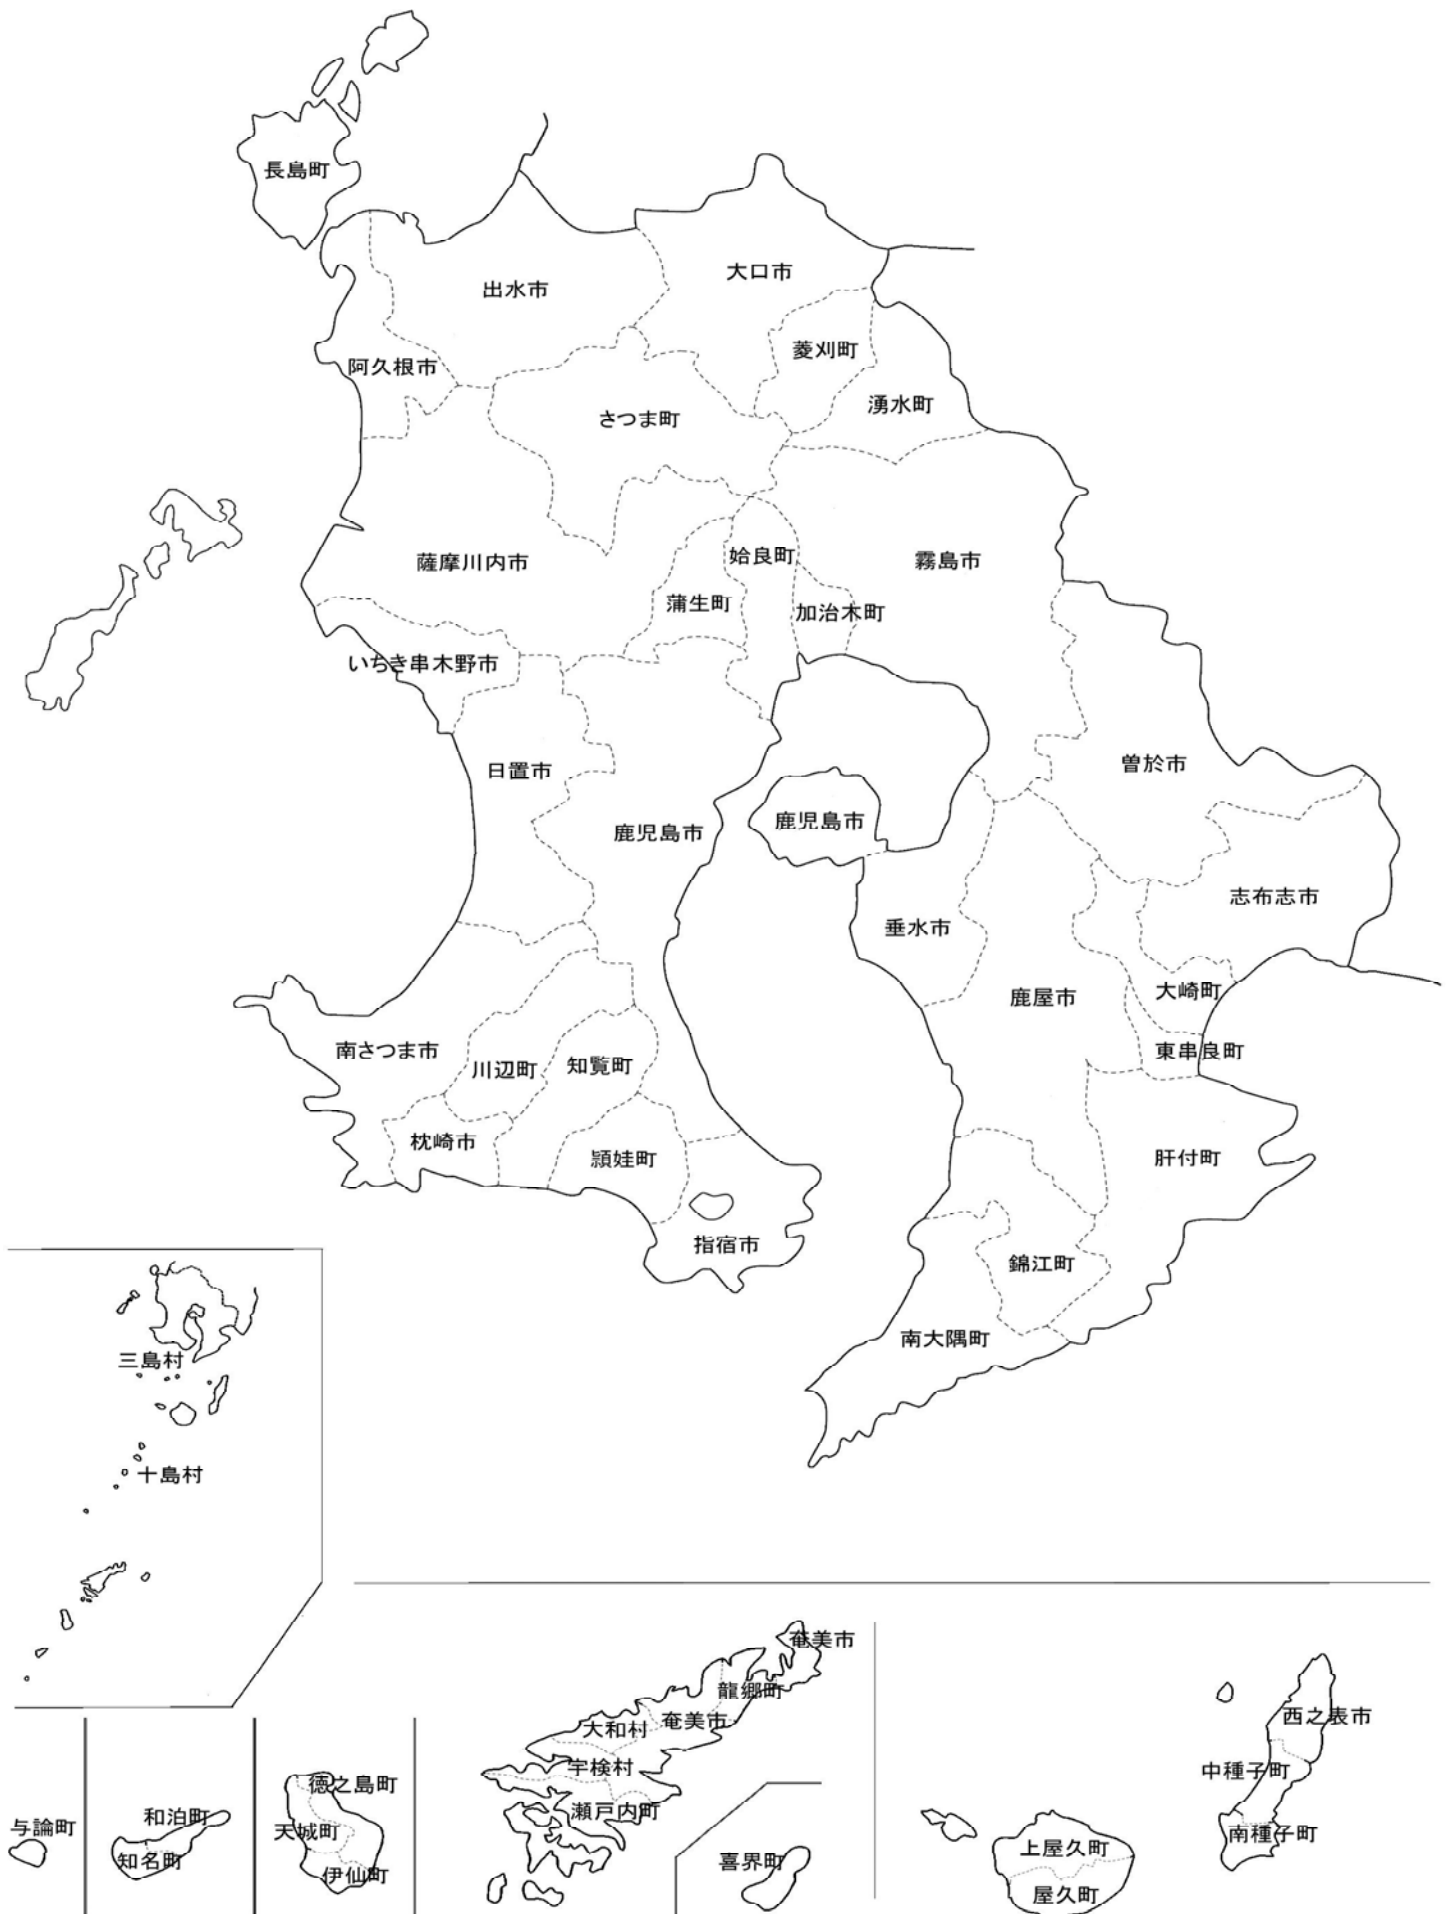 長島町
大口市
出水市
菱刈町
阿久根市
湧水町
さつま町
薩摩川内市
姶良町
霧島市
蒲生町
加治木町
いちき串木野市
日置市
曽於市
鹿児島市
鹿児島市
志布志市
垂水市
大崎町
鹿屋市
南さつま市
川辺町
知覧町
東串良町
枕崎市
頴娃町
肝付町
指宿市
錦江町
南大隅町
三島村
十島村
奄美市
龍郷町
大和村
奄美市
宇検村
瀬戸内町
喜界町
徳之島町
天城町
伊仙町
和泊町
知名町
与論町
西之表市
中種子町
南種子町
上屋久町
屋久町